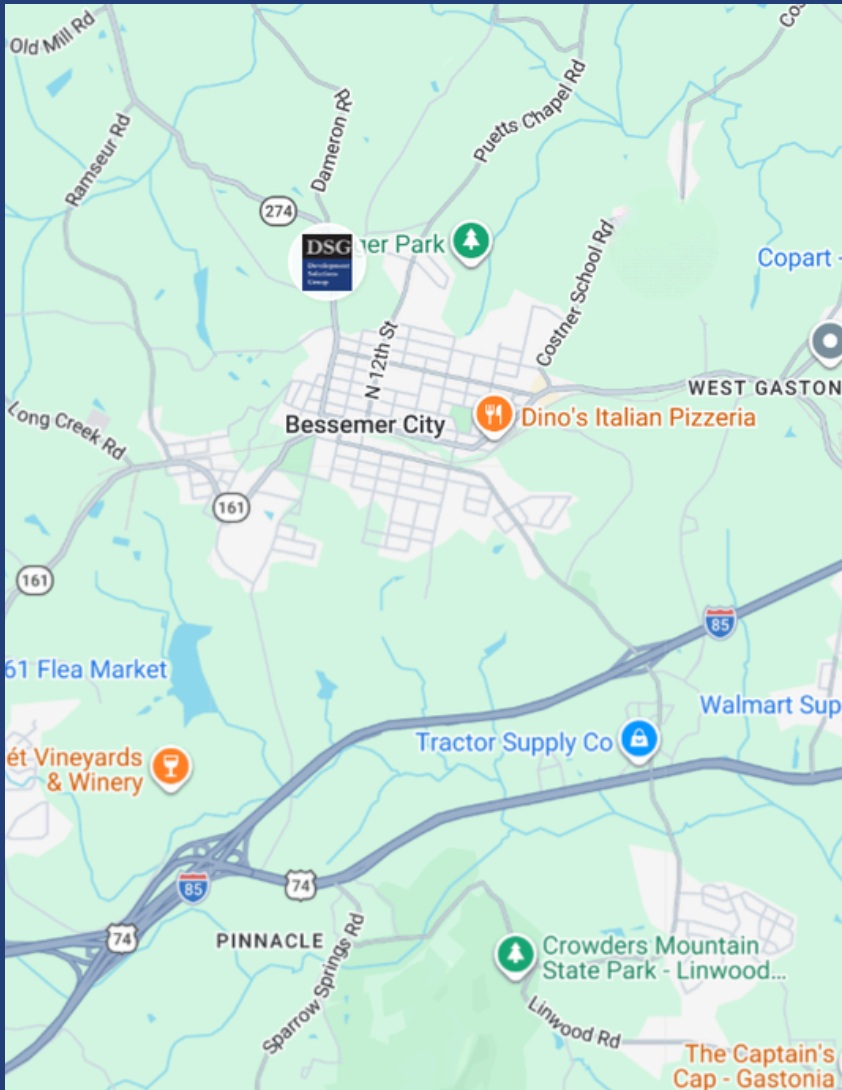 Old Mill Rd
Ramseur Rd
Dameron Rd
Puetts Chapel Rd
274
DSG
Development
Solutions
Group
Park
Costner School Rd
Copart -
N 12th St
WEST GASTON
Long Creek Rd
Bessemer City
Dino's Italian Pizzeria
161
161
85
61 Flea Market
Walmart Sup
Tractor Supply Co
Vineyards
& Winery
85
74
74
PINNACLE
Sparrow Springs Rd
Crowders Mountain
State Park - Linwood...
Linwood Rd
The Captain's
Cap - Gastonia